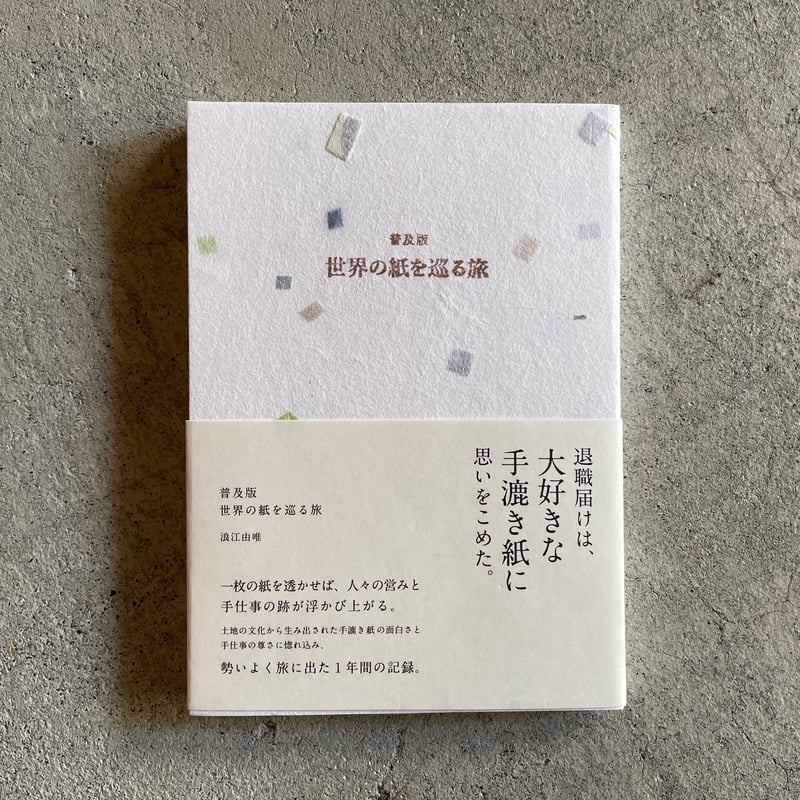 普及版
世界の紙を巡る旅
退職届けは、
大好きな
手漉き紙に
思いをこめた。
普及版
世界の紙を巡る旅
浪江由唯
一枚の紙を透かせば、人々の営みと
手仕事の跡が浮かび上がる。
土地の文化から生み出された手漉き紙の面白さと
手仕事の尊さに惚れ込み、
勢いよく旅に出た1年間の記録。